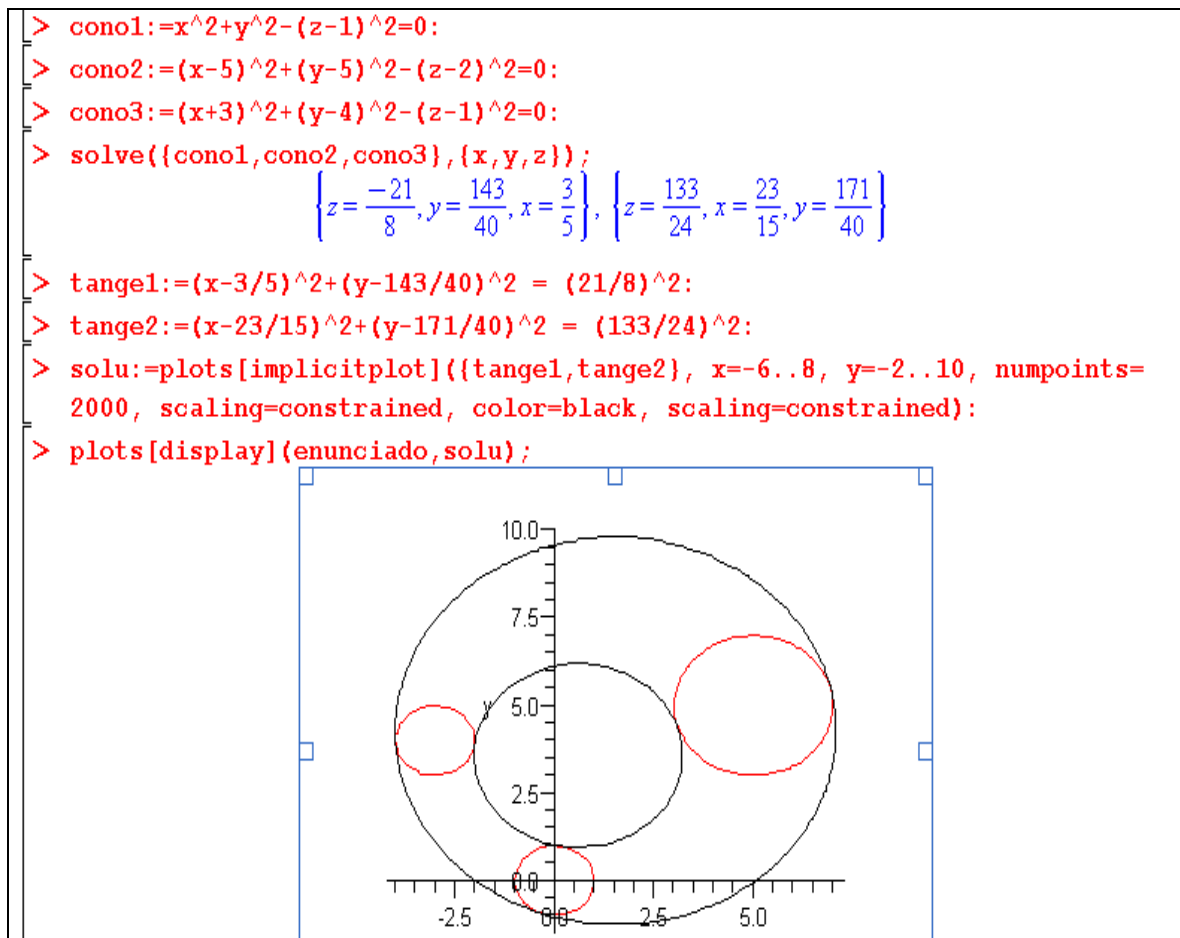 > cono1:=x^2+y^2-(z-1)^2=0:
> cono2:=(x-5)^2+(y-5)^2-(z-2)^2=0:
> cono3:=(x+3)^2+(y-4)^2-(z-1)^2=0:
> solve({cono1,cono2,cono3},{x,y,z});
{z = -21/8, y = 143/40, x = 3/5}, {z = 133/24, x = 23/15, y = 171/40}
> tange1:=(x-3/5)^2+(y-143/40)^2 = (21/8)^2:
> tange2:=(x-23/15)^2+(y-171/40)^2 = (133/24)^2:
> solu:=plots[implicitplot]({tange1,tange2}, x=-6..8, y=-2..10, numpoints=
2000, scaling=constrained, color=black, scaling=constrained):
> plots[display](enunciado,solu);
10.0
7.5
y 5.0
2.5
0.0
-2.5 0.0 2.5 5.0